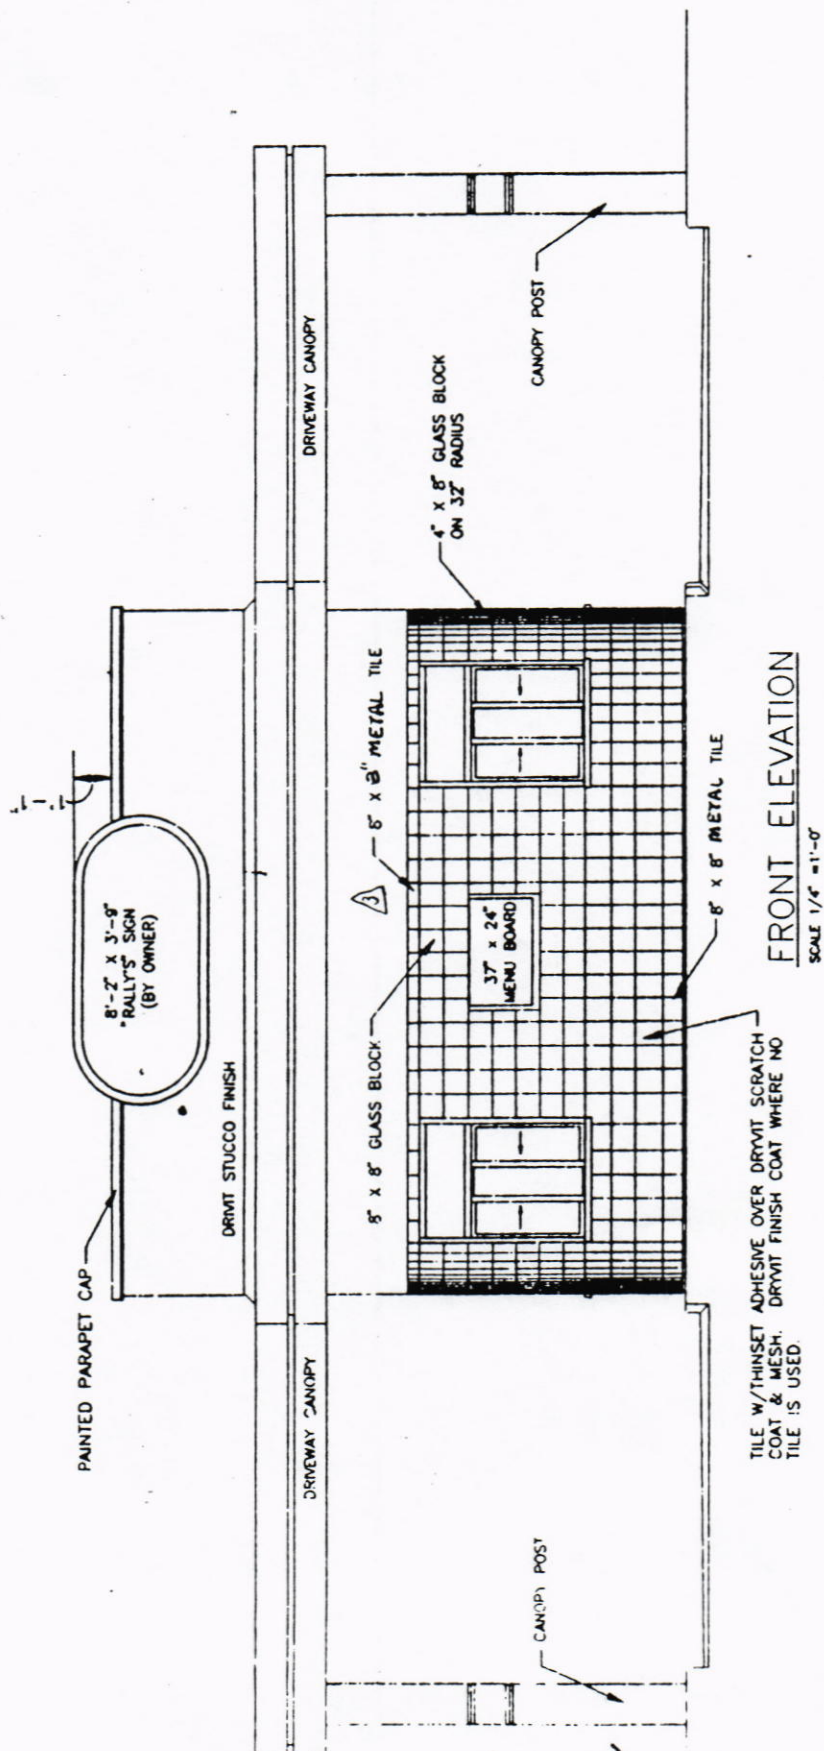 PAINTED PARAPET CAP
8'-2" X 3'-9"
"RALLY'S" SIGN
(BY OWNER)
1'-1"
DRIVIT STUCCO FINISH
DRIVEWAY CANOPY
DRIVEWAY CANOPY
8" X 8" GLASS BLOCK
3
8" X 8" METAL TILE
4" X 8" GLASS BLOCK
ON 32" RADIUS
37" x 24"
MENU BOARD
CANOPY POST
CANOPY POST
TILE W/THINSET ADHESIVE OVER DRYVIT SCRATCH
COAT & MESH. DRYVIT FINISH COAT WHERE NO
TILE IS USED.
8" X 8" METAL TILE
FRONT ELEVATION
SCALE 1/4" =1'-0"